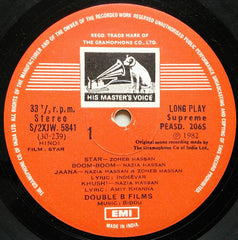 REG. TRADE MARK OF
THE GRAMOPHONE CO., LTD.
HIS MASTER'S VOICE
33 1/3 r.p.m.
Stereo
S/2XJW. 5841
(30-239)
HINDI
FILM: STAR
1
LONG PLAY
Supreme
PEASD. 2065
℗ 1982
Original sound recording made by
The Gramophone Co of India Ltd.
STAR—ZOHEB HASSAN
BOOM-BOOM—NAZIA HASSAN
JAANA—NAZIA HASSAN & ZOHEB HASSAN
LYRIC: INDEEVAR
KHUSHI—NAZIA HASSAN
LYRIC: AMIT KHANNA
DOUBLE B FILMS
MUSIC: BIDDU
EMI
MADE IN INDIA